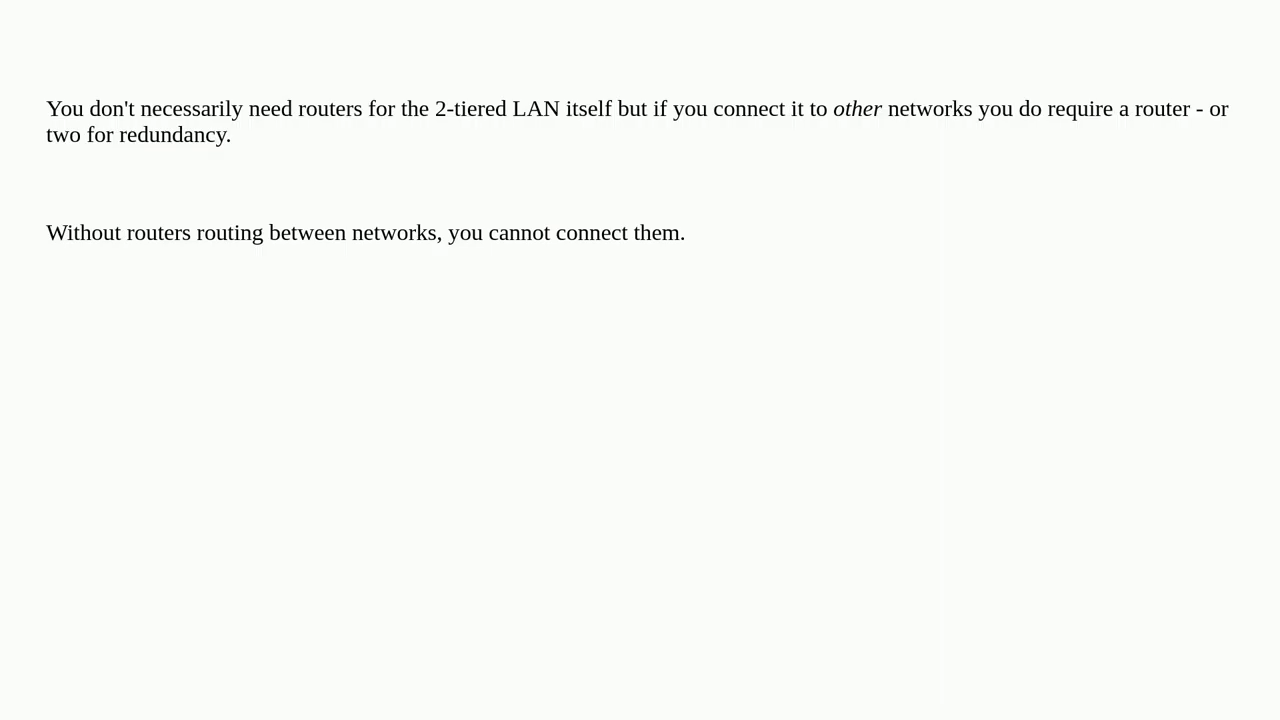 You don't necessarily need routers for the 2-tiered LAN itself but if you connect it to other networks you do require a router - or
two for redundancy.
Without routers routing between networks, you cannot connect them.